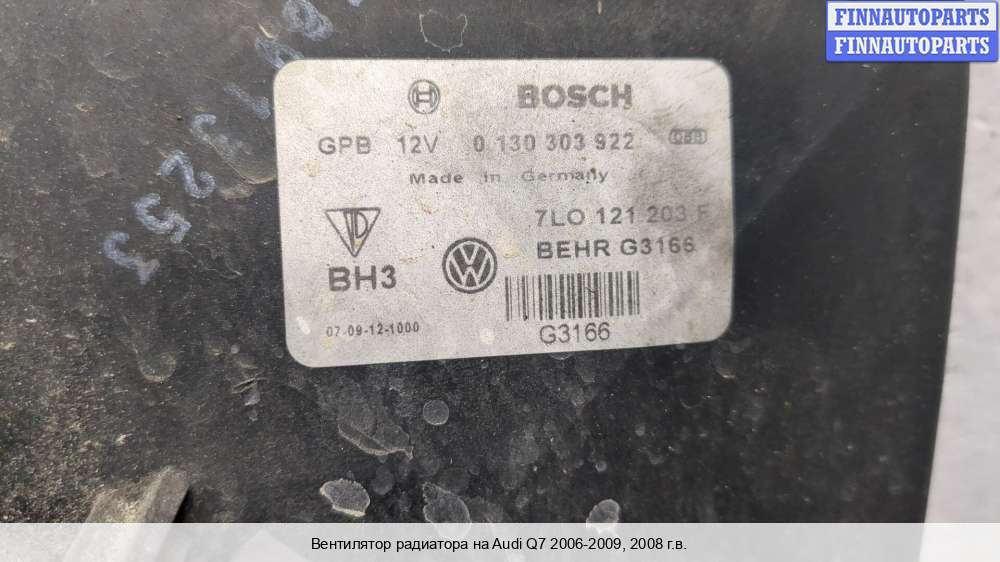 FINNAUTOPARTS
FINNAUTOPARTS
BOSCH
GPB 12V 0 130 303 922
Made in Germany
7L0 121 203 F
BEHR G3166
BH3
07-09-12-1000
G3166
3253
Вентилятор радиатора на Audi Q7 2006-2009, 2008 г.в.